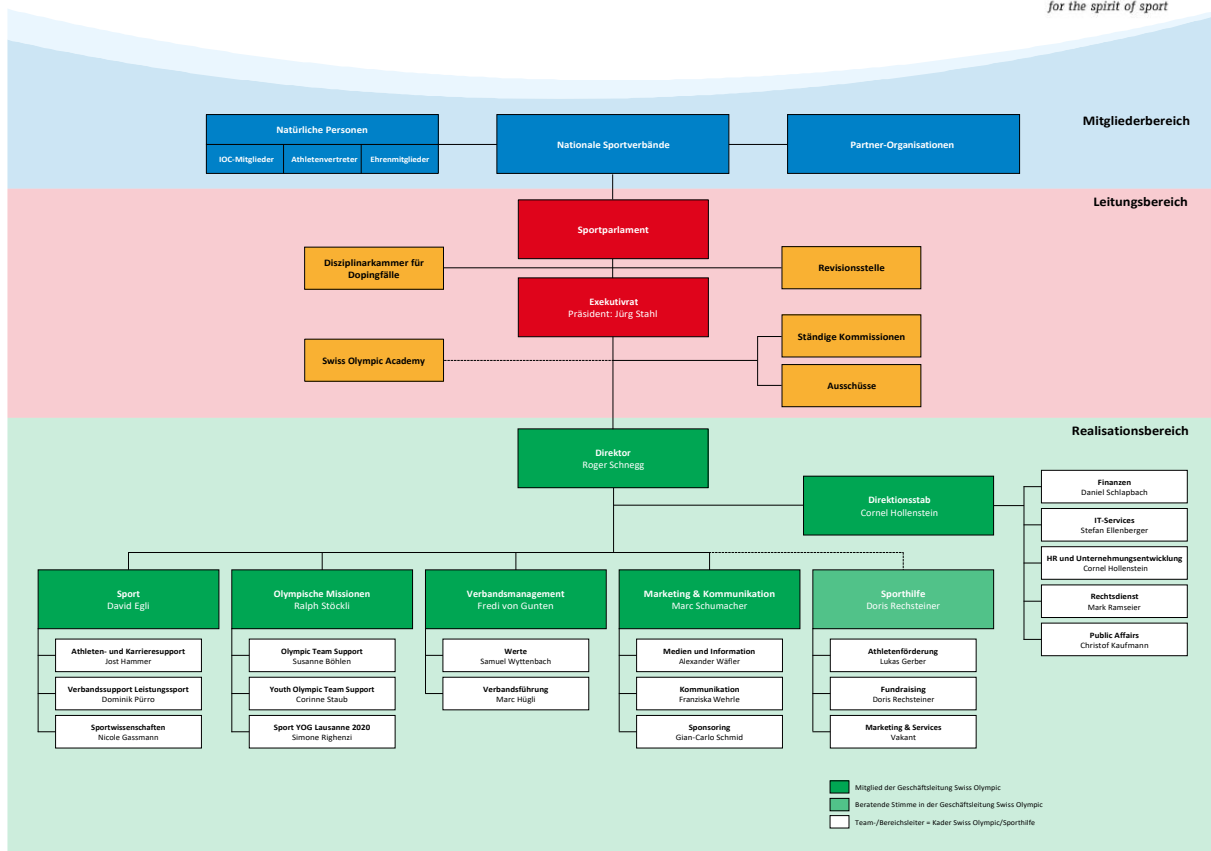 for the spirit of sport
Mitgliederbereich
Natürliche Personen
IOC-Mitglieder
Athletenvertreter
Ehrenmitglieder
Nationale Sportverbände
Partner-Organisationen
Leitungsbereich
Sportparlament
Disziplinarkammer für
Dopingfälle
Revisionsstelle
Exekutivrat
Präsident: Jürg Stahl
Swiss Olympic Academy
Ständige Kommissionen
Ausschüsse
Realisationsbereich
Direktor
Roger Schnegg
Direktionsstab
Cornel Hollenstein
Finanzen
Daniel Schlapbach
IT-Services
Stefan Ellenberger
HR und Unternehmungsentwicklung
Cornel Hollenstein
Rechtsdienst
Mark Ramseier
Public Affairs
Christof Kaufmann
Sport
David Egli
Athleten- und Karrieresupport
Jost Hammer
Verbandssupport Leistungssport
Dominik Pürro
Sportwissenschaften
Nicole Gassmann
Olympische Missionen
Ralph Stöckli
Olympic Team Support
Susanne Böhlen
Youth Olympic Team Support
Corinne Staub
Sport YOG Lausanne 2020
Simone Righenzi
Verbandsmanagement
Fredi von Gunten
Werte
Samuel Wyttenbach
Verbandsführung
Marc Hügli
Marketing & Kommunikation
Marc Schumacher
Medien und Information
Alexander Wäfler
Kommunikation
Franziska Wehrle
Sponsoring
Gian-Carlo Schmid
Sporthilfe
Doris Rechsteiner
Athletenförderung
Lukas Gerber
Fundraising
Doris Rechsteiner
Marketing & Services
Vakant
Mitglied der Geschäftsleitung Swiss Olympic
Beratende Stimme in der Geschäftsleitung Swiss Olympic
Team-/Bereichsleiter = Kader Swiss Olympic/Sporthilfe